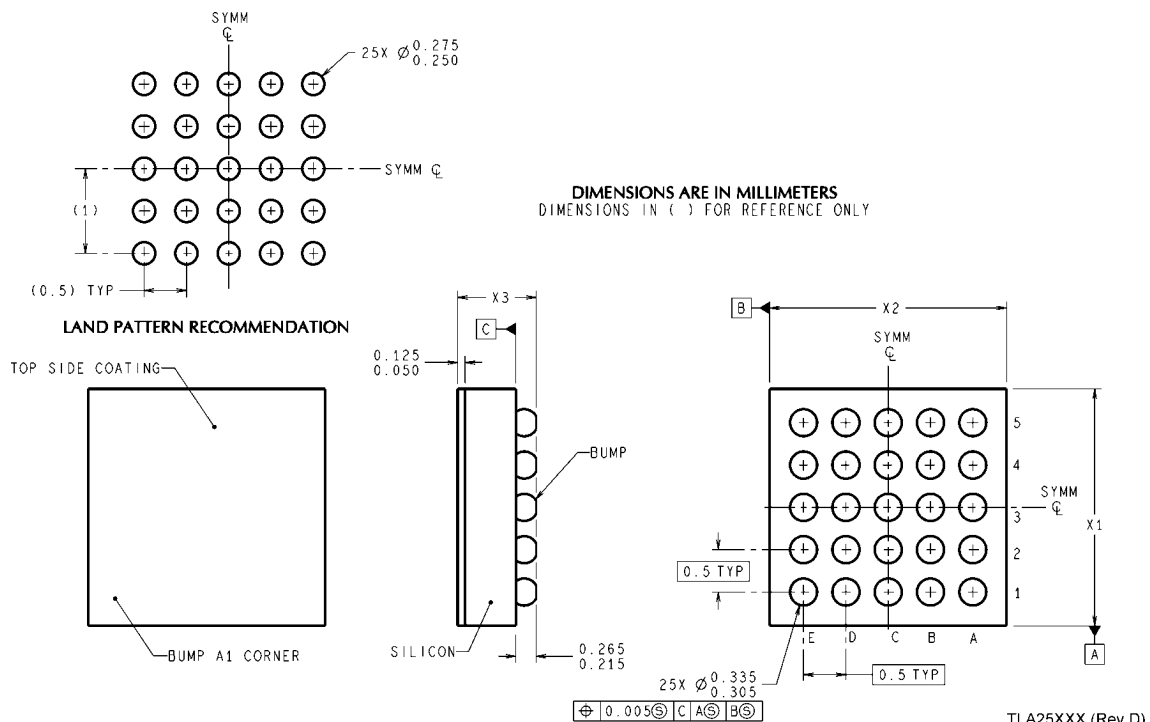 SYMM
℄
25X Ø 0.275
0.250
SYMM ℄
(1)
(0.5) TYP
LAND PATTERN RECOMMENDATION
DIMENSIONS ARE IN MILLIMETERS
DIMENSIONS IN ( ) FOR REFERENCE ONLY
TOP SIDE COATING
BUMP A1 CORNER
X3
C
0.125
0.050
BUMP
SILICON
0.265
0.215
B
X2
SYMM
℄
5
4
3
2
1
SYMM
℄
X1
0.5 TYP
E D C B A
A
0.5 TYP
25X Ø 0.335
0.305
⌖ 0.005Ⓢ C AⓈ BⓈ
TLA25XXX (Rev D)